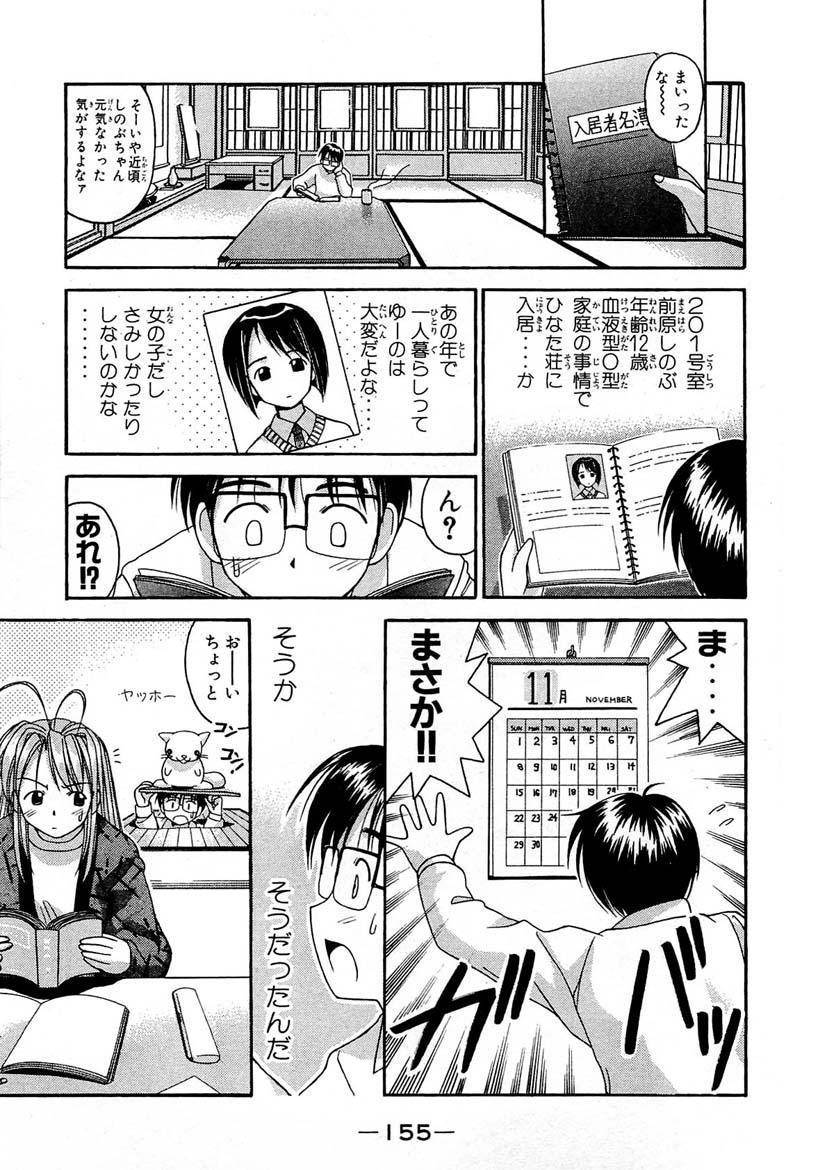 まいった
な〜〜
入居者名簿
そーいや近頃
しのぶちゃん
元気なかった
気がするよなァ
201号室
前原しのぶ
年齢12歳
血液型O型
家庭の事情で
ひなた荘に
入居…か
あの年で
一人暮らしって
ゆーのは
大変だよな…
女の子だし
さみしかったり
しないのかな
………
ん?
あれ!?
ま‥‥
まさか!!
11月 NOVEMBER
SUN MON TUE WED THU FRI SAT
1 2 3 4 5 6 7
8 9 10 11 12 13 14
15 16 17 18 19 20 21
22 23 24
29 30
ガバッ
そうか
そうだったんだ
おーーい
ちょっと
ヤッホー
コンコン!
—155—